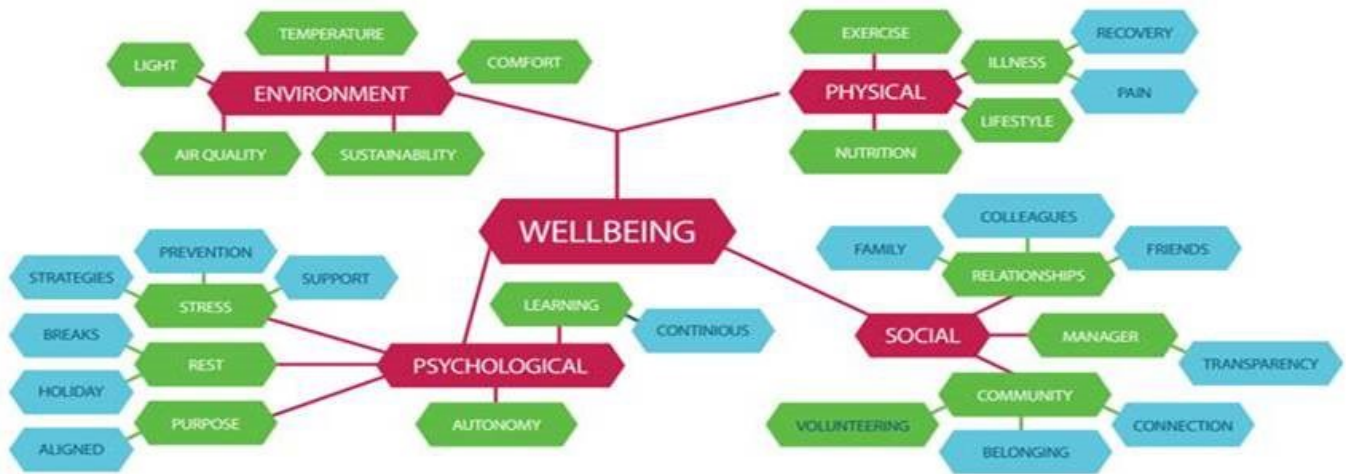 TEMPERATURE
LIGHT
COMFORT
ENVIRONMENT
AIR QUALITY
SUSTAINABILITY
EXERCISE
RECOVERY
ILLNESS
PHYSICAL
PAIN
LIFESTYLE
NUTRITION
WELLBEING
PREVENTION
STRATEGIES
SUPPORT
STRESS
LEARNING
BREAKS
CONTINIOUS
REST
PSYCHOLOGICAL
HOLIDAY
PURPOSE
AUTONOMY
ALIGNED
COLLEAGUES
FAMILY
FRIENDS
RELATIONSHIPS
SOCIAL
MANAGER
TRANSPARENCY
COMMUNITY
VOLUNTEERING
CONNECTION
BELONGING